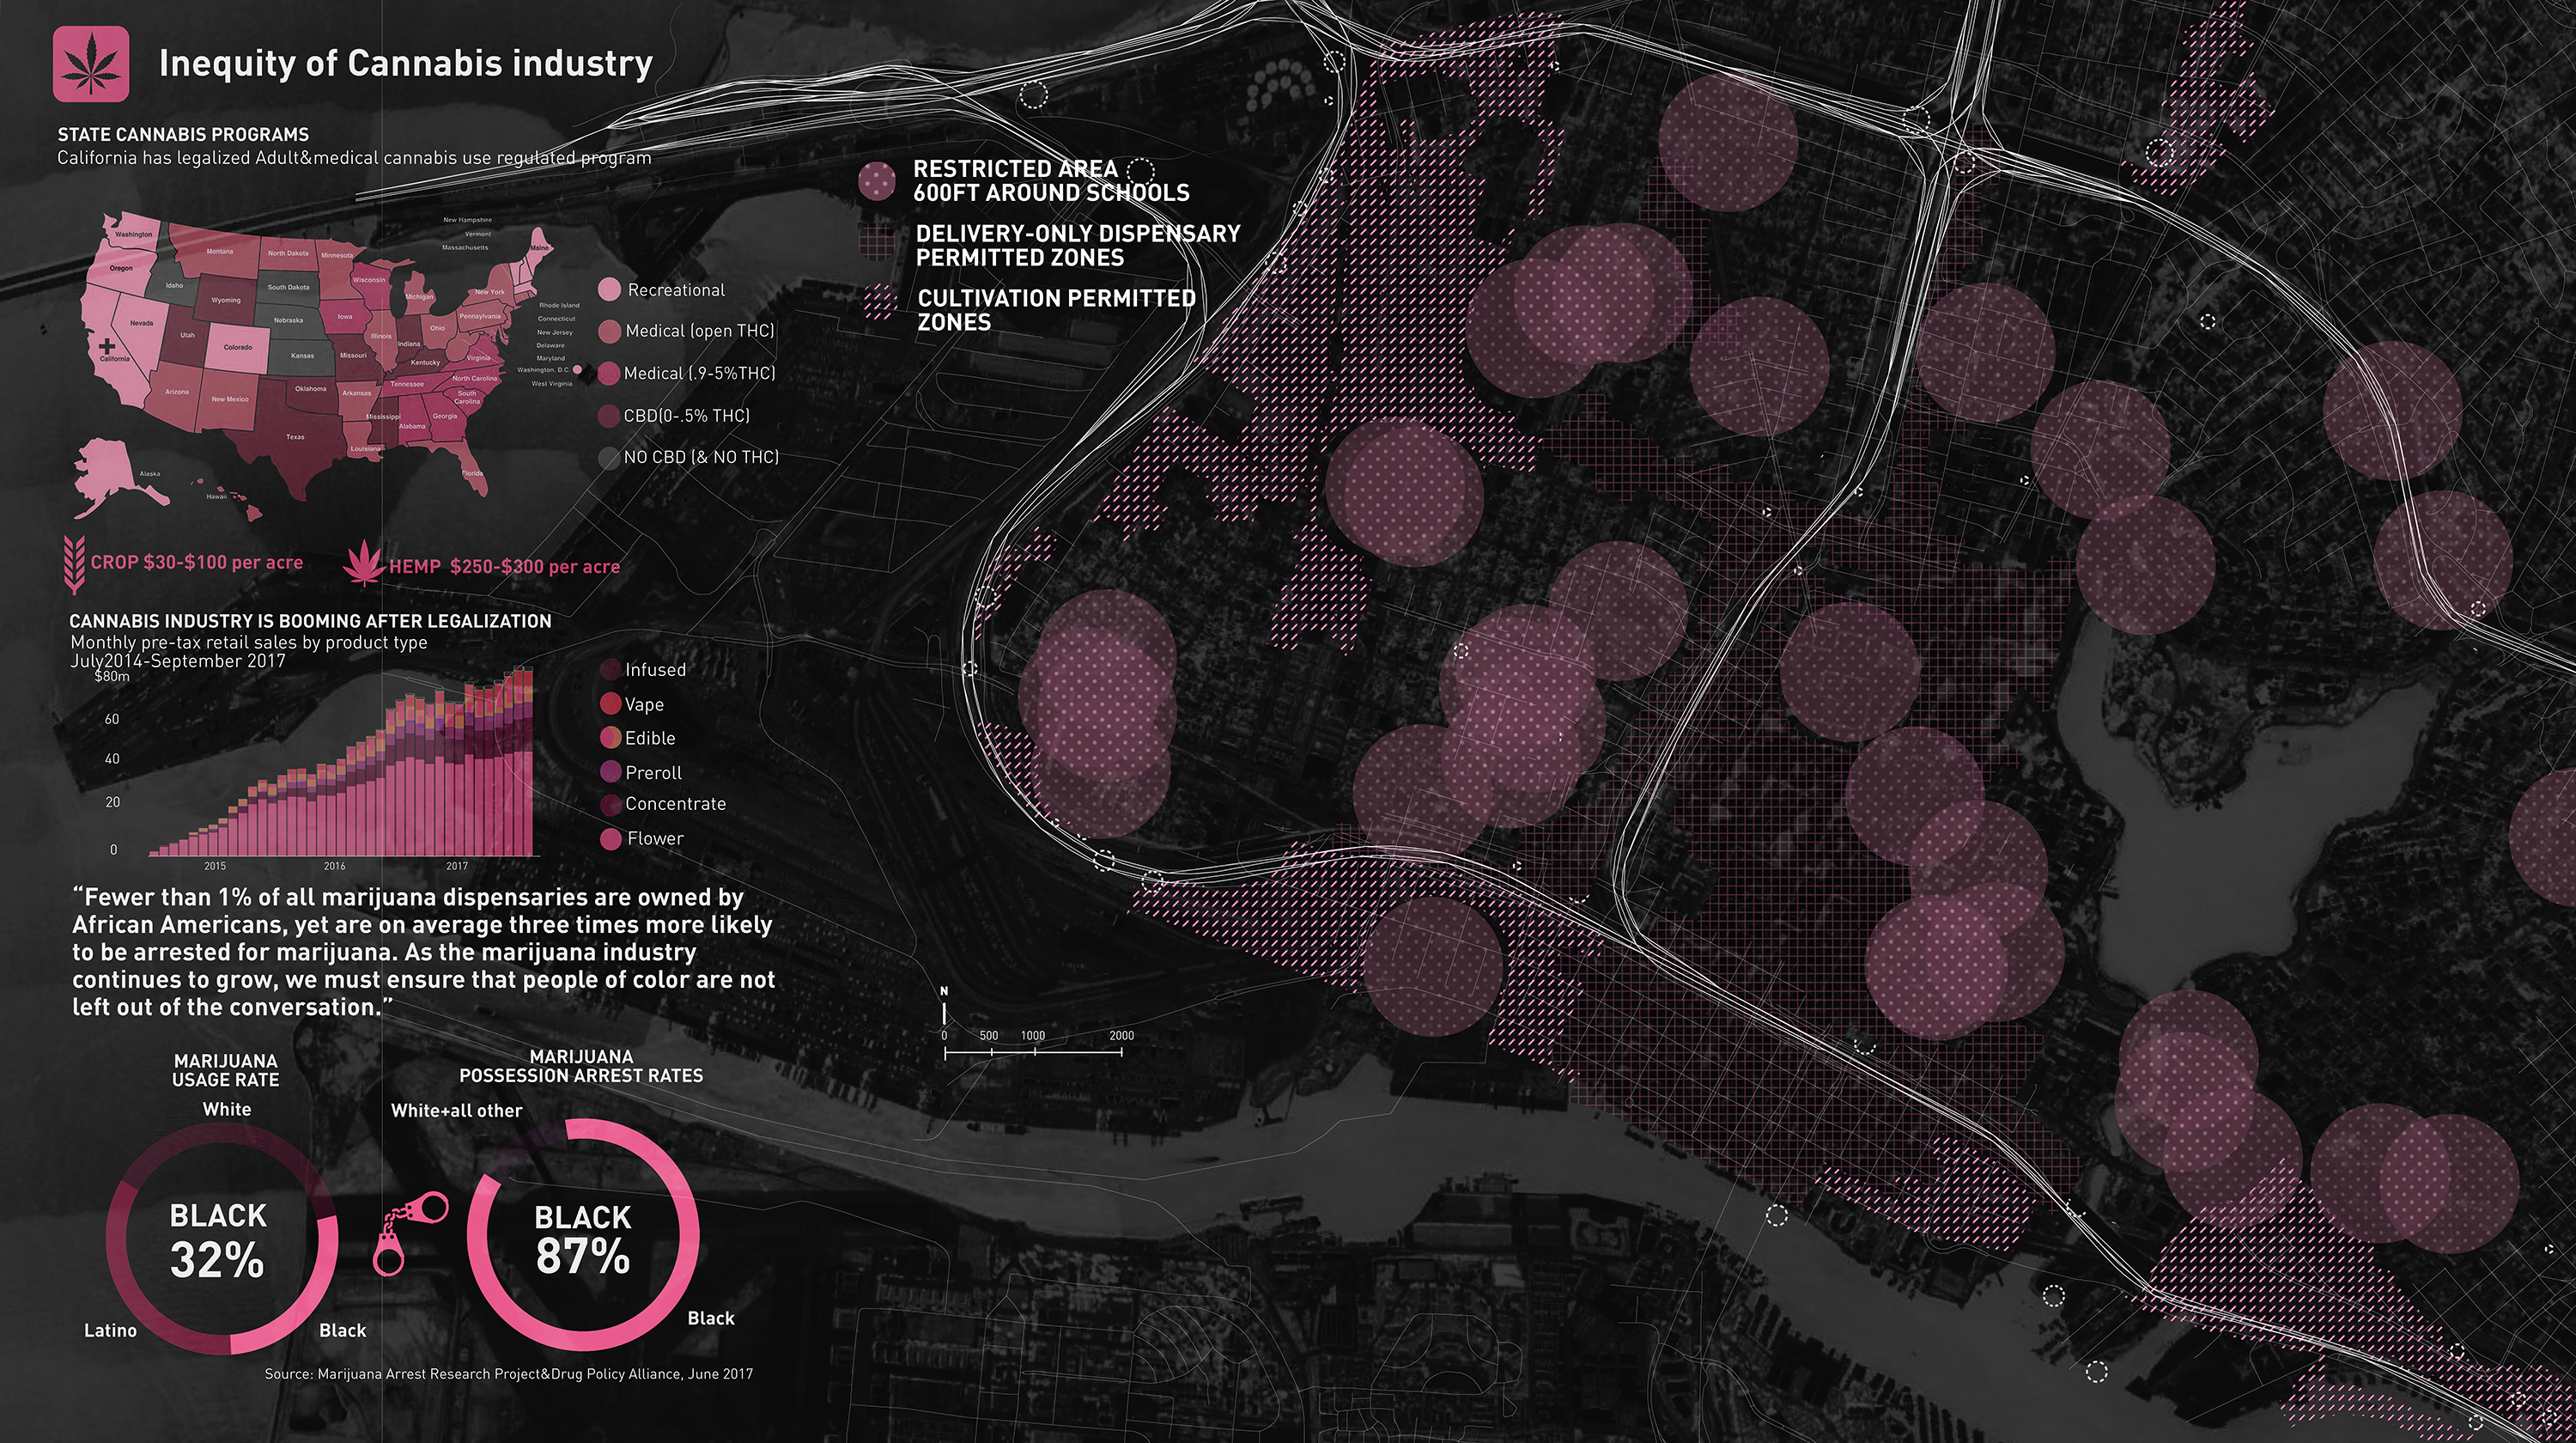 Inequity of Cannabis industry
STATE CANNABIS PROGRAMS
California has legalized Adult&medical cannabis use regulated program
New Hampshire
Vermont
Massachusetts
Washington
Maine
Montana
North Dakota
Minnesota
Oregon
Wisconsin
Idaho
South Dakota
Wyoming
Michigan
New York
Rhode Island
Nebraska
Iowa
Pennsylvania
Connecticut
Nevada
Utah
Ohio
New Jersey
Colorado
Illinois
Indiana
Delaware
California
Kansas
Missouri
Kentucky
Virginia
Maryland
Washington, D.C.
West Virginia
Tennessee
North Carolina
Arizona
New Mexico
Oklahoma
Arkansas
South
Carolina
Mississippi
Georgia
Alabama
Texas
Louisiana
Florida
Alaska
Hawaii
Recreational
Medical (open THC)
Medical (.9-5%THC)
CBD(0-.5% THC)
NO CBD (& NO THC)
CROP $30-$100 per acre
HEMP $250-$300 per acre
CANNABIS INDUSTRY IS BOOMING AFTER LEGALIZATION
Monthly pre-tax retail sales by product type
July2014-September 2017
$80m
60
40
20
0
2015
2016
2017
Infused
Vape
Edible
Preroll
Concentrate
Flower
“Fewer than 1% of all marijuana dispensaries are owned by
African Americans, yet are on average three times more likely
to be arrested for marijuana. As the marijuana industry
continues to grow, we must ensure that people of color are not
left out of the conversation.”
MARIJUANA
USAGE RATE
White
BLACK
32%
Latino
Black
MARIJUANA
POSSESSION ARREST RATES
White+all other
BLACK
87%
Black
Source: Marijuana Arrest Research Project&Drug Policy Alliance, June 2017
RESTRICTED AREA
600FT AROUND SCHOOLS
DELIVERY-ONLY DISPENSARY
PERMITTED ZONES
CULTIVATION PERMITTED
ZONES
N
0
500
1000
2000